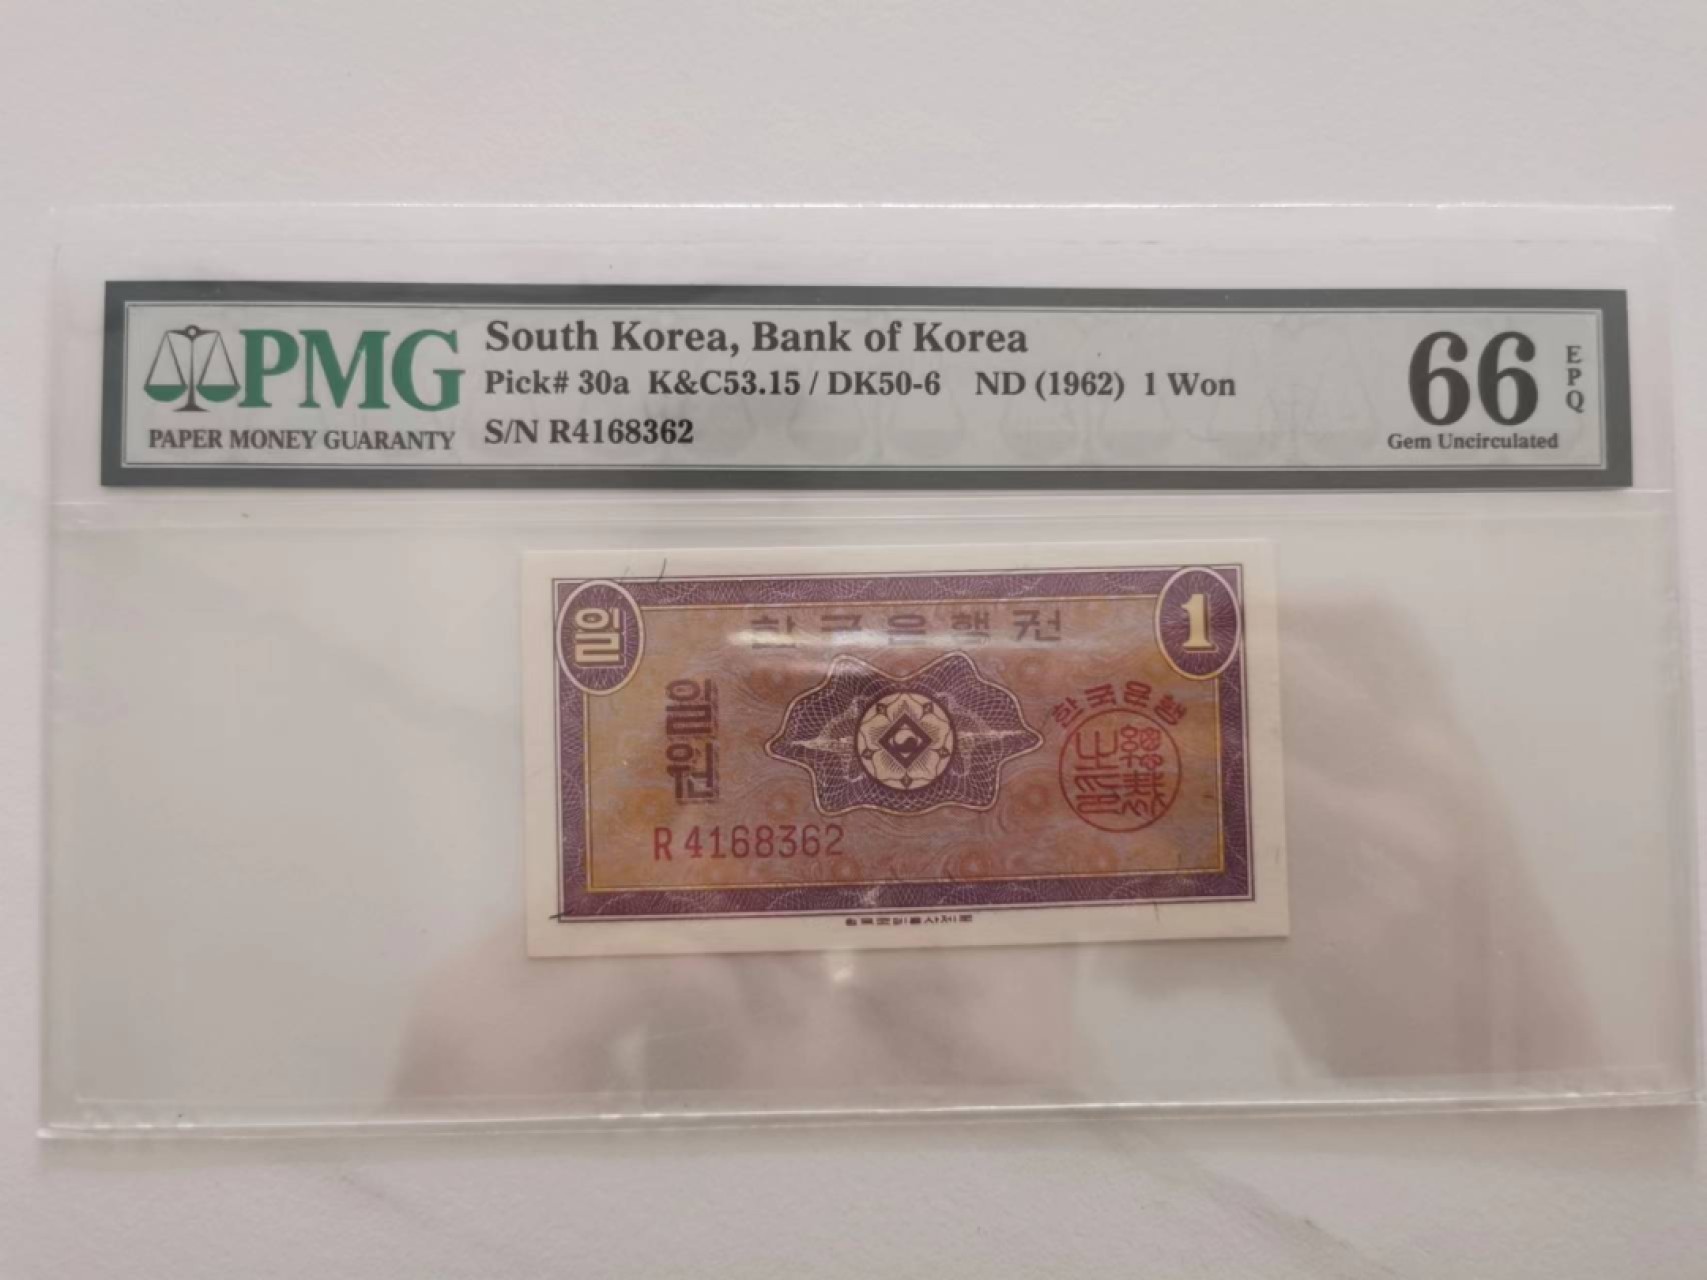 PMG
PAPER MONEY GUARANTY
South Korea, Bank of Korea
Pick# 30a K&C53.15 / DK50-6 ND (1962) 1 Won
S/N R4168362
66
EPQ
Gem Uncirculated
일
한국은행권
1
일원
한국은행
R 4168362